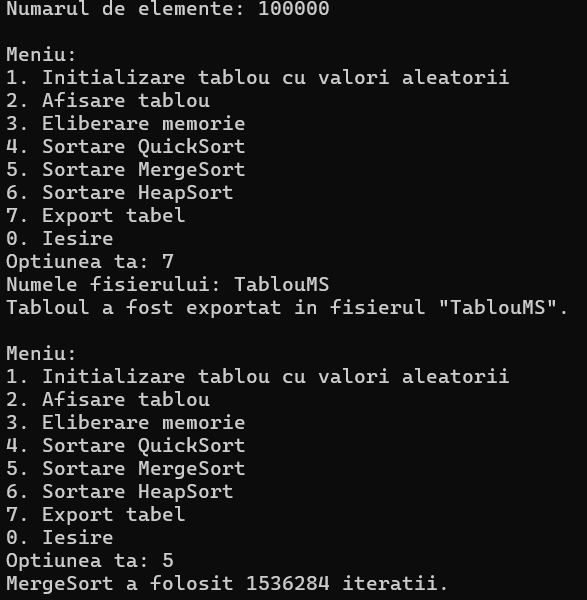 Numarul de elemente: 100000
Meniu:
1. Initializare tablou cu valori aleatorii
2. Afisare tablou
3. Eliberare memorie
4. Sortare QuickSort
5. Sortare MergeSort
6. Sortare HeapSort
7. Export tabel
0. Iesire
Optiunea ta: 7
Numele fisierului: TablouMS
Tabloul a fost exportat in fisierul "TablouMS".
Meniu:
1. Initializare tablou cu valori aleatorii
2. Afisare tablou
3. Eliberare memorie
4. Sortare QuickSort
5. Sortare MergeSort
6. Sortare HeapSort
7. Export tabel
0. Iesire
Optiunea ta: 5
MergeSort a folosit 1536284 iteratii.